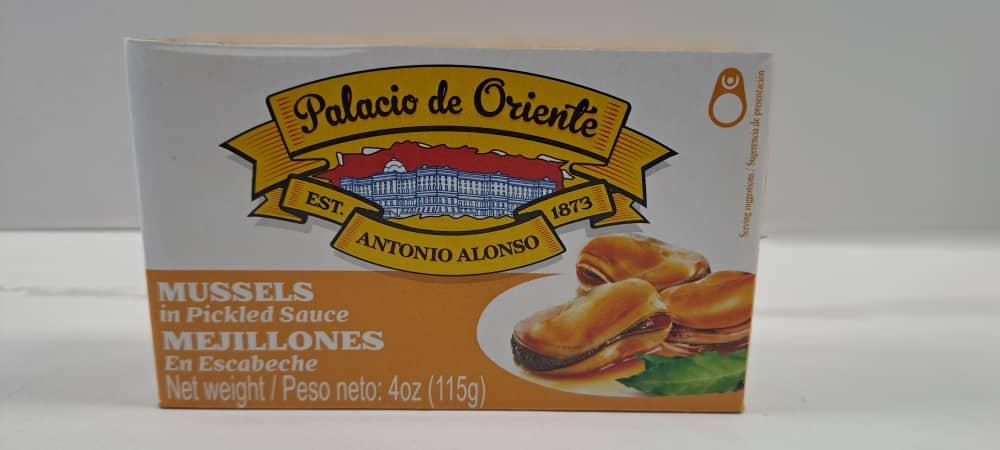 Palacio de Oriente
EST. 1873
ANTONIO ALONSO
Serving sugestions / Sugerencia de presentación
MUSSELS
in Pickled Sauce
MEJILLONES
En Escabeche
Net weight / Peso neto: 4oz (115g)